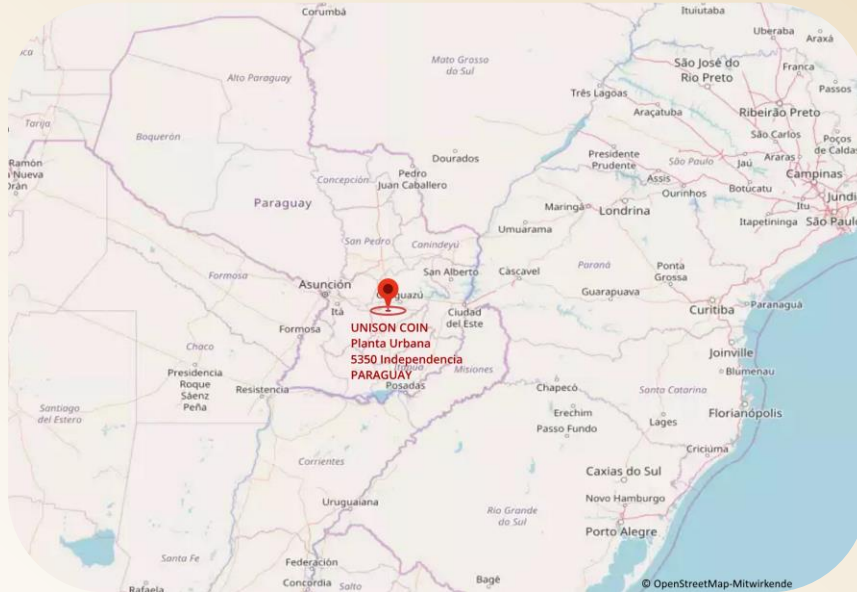 Corumbá
Ituiutaba
Uberaba
Araxá
São José do
Rio Preto
Franca
Passos
Alto Paraguay
Mato Grosso
do Sul
Três Lagoas
Araçatuba
Ribeirão Preto
Tarija
Boquerón
São Carlos
Poços
de Caldas
Ramón
a Nueva
Orán
Dourados
Presidente
Prudente
São Paulo
Jaú
Araras
Campinas
Pedro
Juan Caballero
Concepción
Assis
Ourinhos
Botucatu
Jundi
Paraguay
Maringá
Londrina
Itu
Itapetininga
São Paulo
San Pedro
Canindeyú
Umuarama
Formosa
Asunción
San Alberto
Cascavel
Paraná
Ponta
Grossa
Guarapuava
Itá
Ciudad
del Este
Curitiba
Paranaguá
Formosa
UNISON COIN
Planta Urbana
5350 Independencia
PARAGUAY
Itapúa
Misiones
Posadas
Chaco
Presidencia
Roque
Sáenz
Peña
Resistencia
Joinville
Blumenau
Chapecó
Santa Catarina
Florianópolis
Santiago
del Estero
Erechim
Passo Fundo
Lages
Criciúma
Corrientes
Caxias do Sul
Uruguaiana
Rio Grande
do Sul
Novo Hamburgo
Porto Alegre
Santa Fe
Federación
Concordia
Salto
Bagé
Rafaela
© OpenStreetMap-Mitwirkende